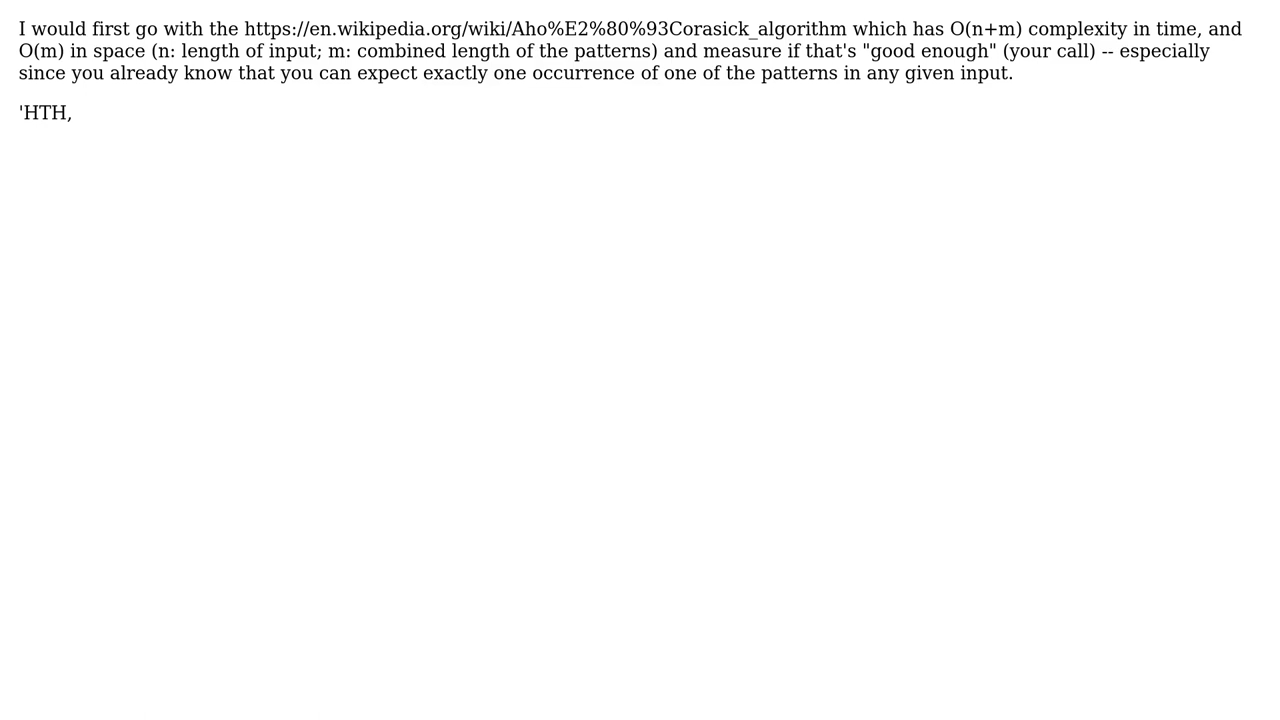 I would first go with the https://en.wikipedia.org/wiki/Aho%E2%80%93Corasick_algorithm which has O(n+m) complexity in time, and
O(m) in space (n: length of input; m: combined length of the patterns) and measure if that's "good enough" (your call) -- especially
since you already know that you can expect exactly one occurrence of one of the patterns in any given input.
'HTH,